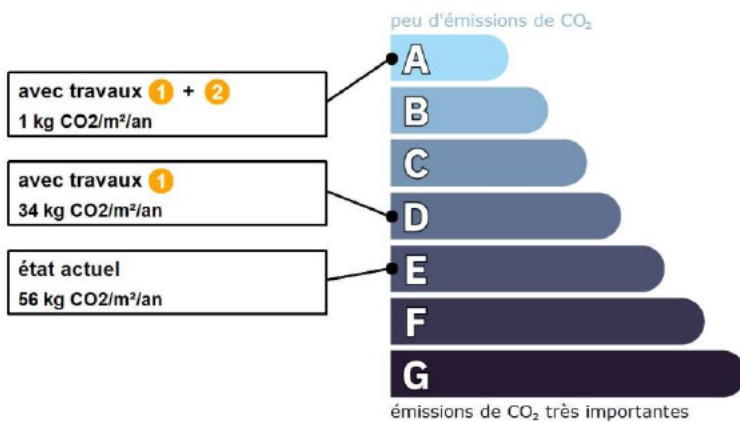 peu d'émissions de CO₂
A
avec travaux 1 + 2
1 kg CO2/m²/an
B
C
avec travaux 1
34 kg CO2/m²/an
D
état actuel
56 kg CO2/m²/an
E
F
G
émissions de CO₂ très importantes